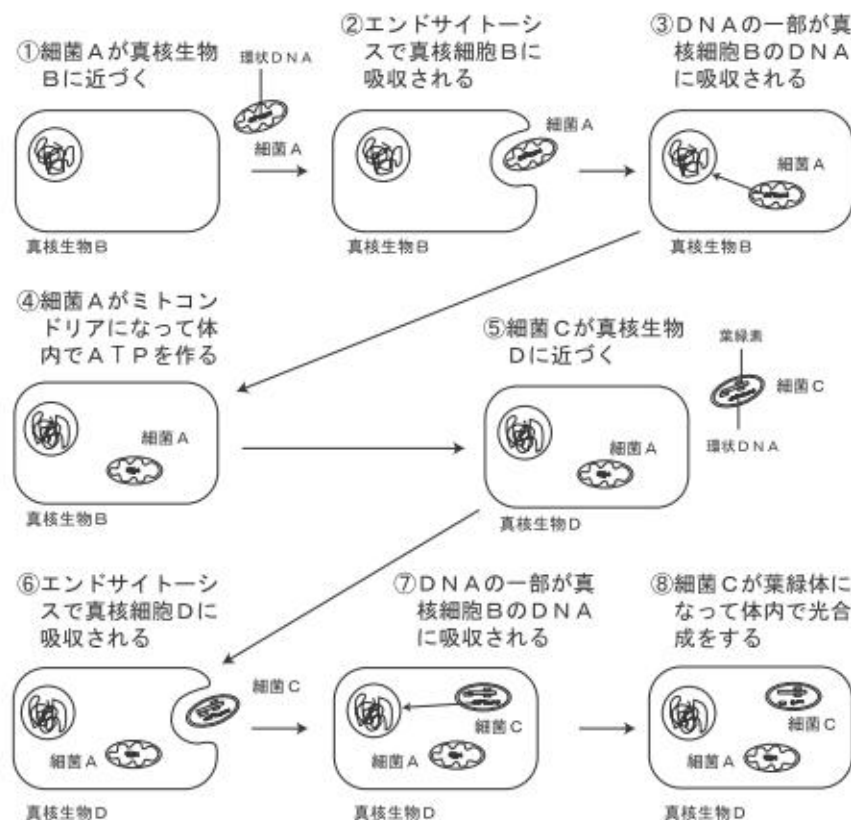 ①細菌Aが真核生物
Bに近づく
環状DNA
細菌A
真核生物B
②エンドサイトーシ
スで真核細胞Bに
吸収される
細菌A
真核生物B
③DNAの一部が真
核細胞BのDNA
に吸収される
細菌A
真核生物B
④細菌Aがミトコン
ドリアになって体
内でATPを作る
細菌A
真核生物B
⑤細菌Cが真核生物
Dに近づく
葉緑素
細菌C
環状DNA
細菌A
真核生物D
⑥エンドサイトーシ
スで真核細胞Dに
吸収される
細菌C
細菌A
真核生物D
⑦DNAの一部が真
核細胞BのDNA
に吸収される
細菌C
細菌A
真核生物D
⑧細菌Cが葉緑体に
なって体内で光合
成をする
細菌C
細菌A
真核生物D